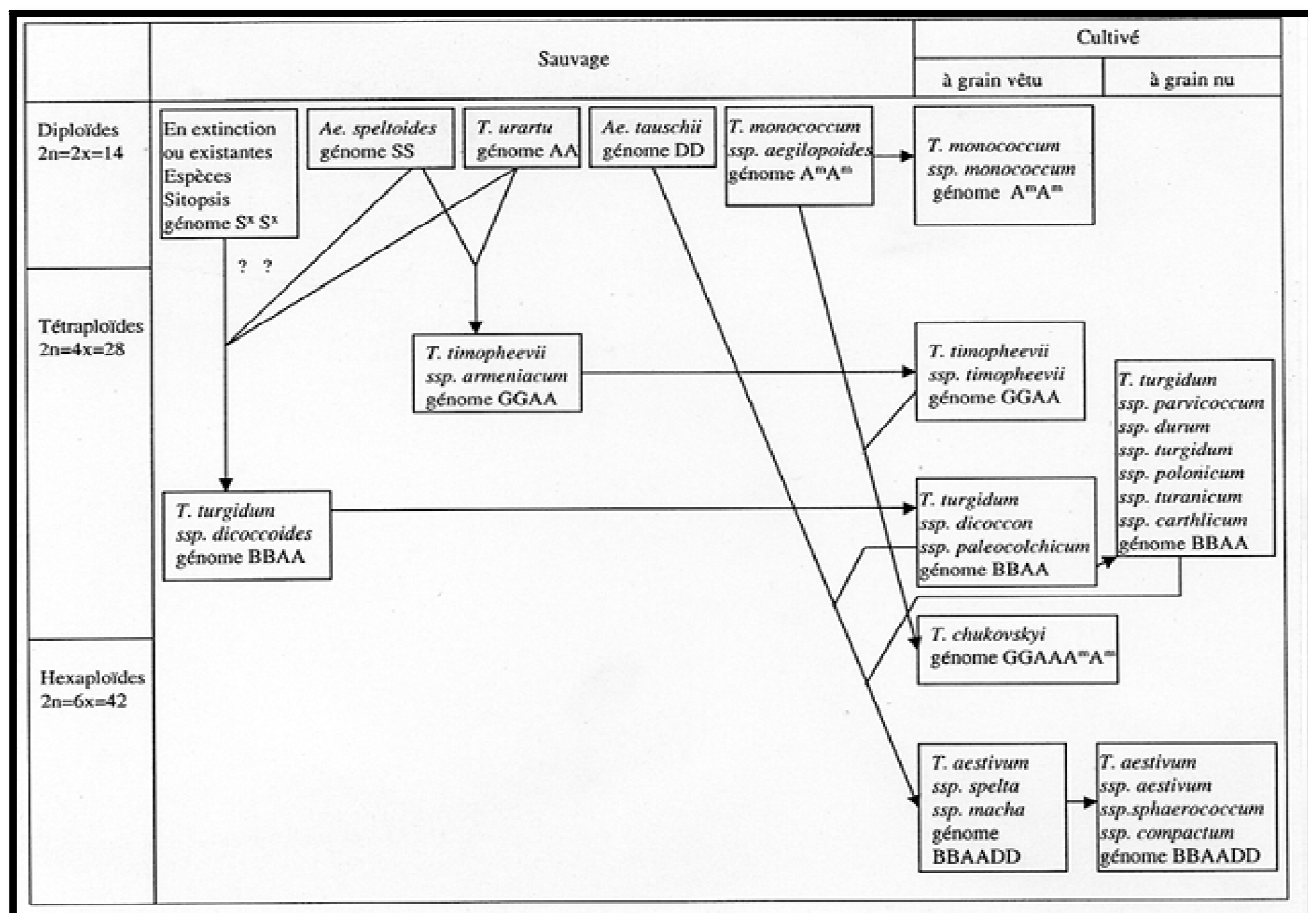 Sauvage
Cultivé
à grain vêtu
à grain nu
Diploïdes
2n=2x=14
En extinction
ou existantes
Espèces
Sitopsis
génome Sˣ Sˣ
Ae. speltoides
génome SS
T. urartu
génome AA
Ae. tauschii
génome DD
T. monococcum
ssp. aegilopoides
génome AᵐAᵐ
T. monococcum
ssp. monococcum
génome AᵐAᵐ
? ?
Tétraploïdes
2n=4x=28
T. timopheevii
ssp. armeniacum
génome GGAA
T. timopheevii
ssp. timopheevii
génome GGAA
T. turgidum
ssp. parvicoccum
ssp. durum
ssp. turgidum
ssp. polonicum
ssp. turanicum
ssp. carthlicum
génome BBAA
T. turgidum
ssp. dicoccoides
génome BBAA
T. turgidum
ssp. dicoccon
ssp. paleocolchicum
génome BBAA
Hexaploïdes
2n=6x=42
T. chukovskyi
génome GGAAAᵐAᵐ
T. aestivum
ssp. spelta
ssp. macha
génome
BBAADD
T. aestivum
ssp. aestivum
ssp.sphaerococcum
ssp. compactum
génome BBAADD